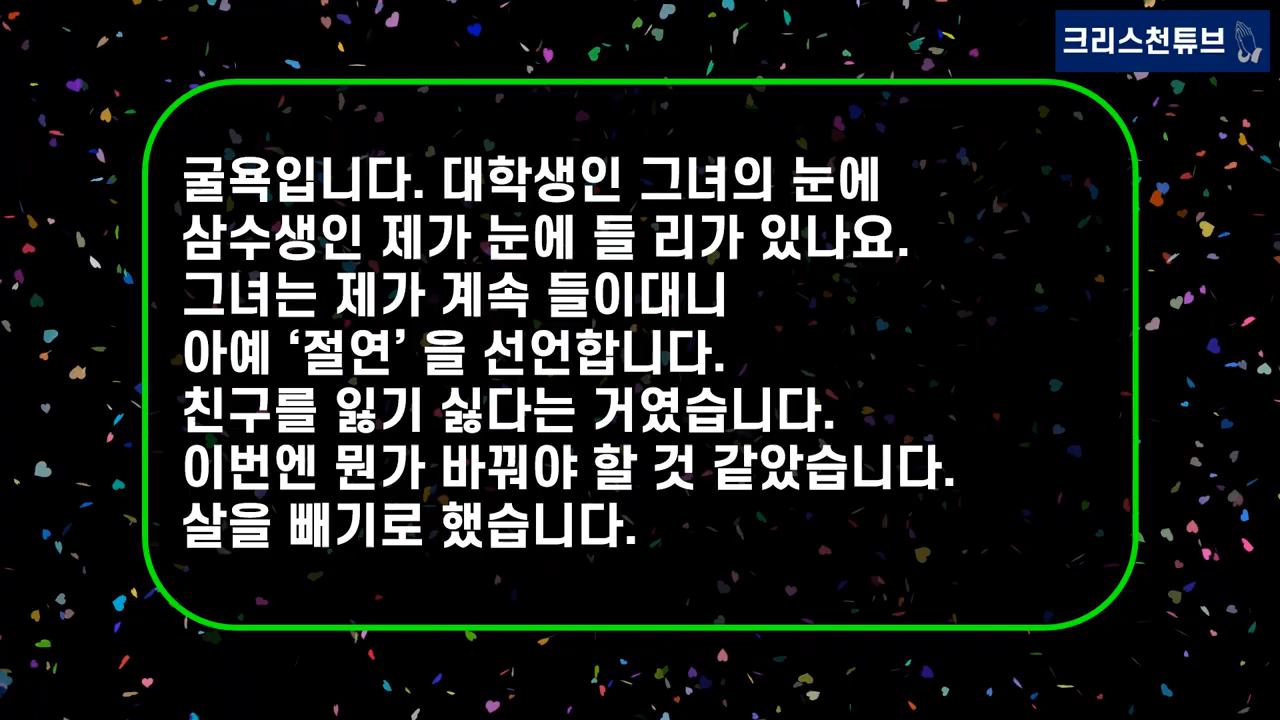 크리스천튜브
굴욕입니다. 대학생인 그녀의 눈에
삼수생인 제가 눈에 들 리가 있나요.
그녀는 제가 계속 들이대니
아예 ‘절연’ 을 선언합니다.
친구를 잃기 싫다는 거였습니다.
이번엔 뭔가 바꿔야 할 것 같았습니다.
살을 빼기로 했습니다.